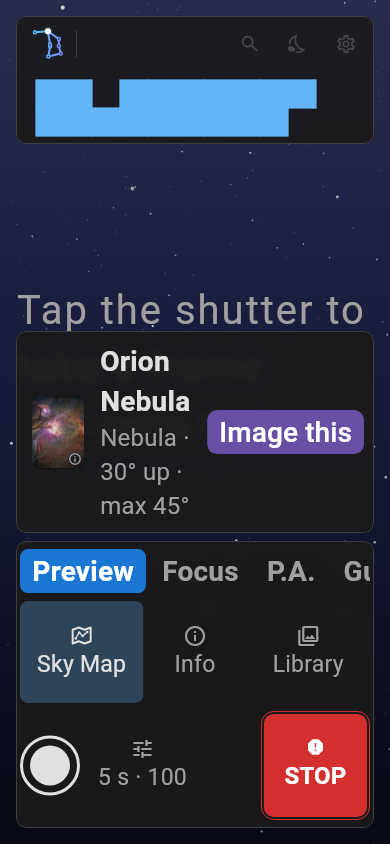 Tap the shutter to
Orion
Nebula
Nebula ·
30° up ·
max 45°
Image this
Preview Focus P.A. Gu
Sky Map Info Library
5 s · 100
STOP